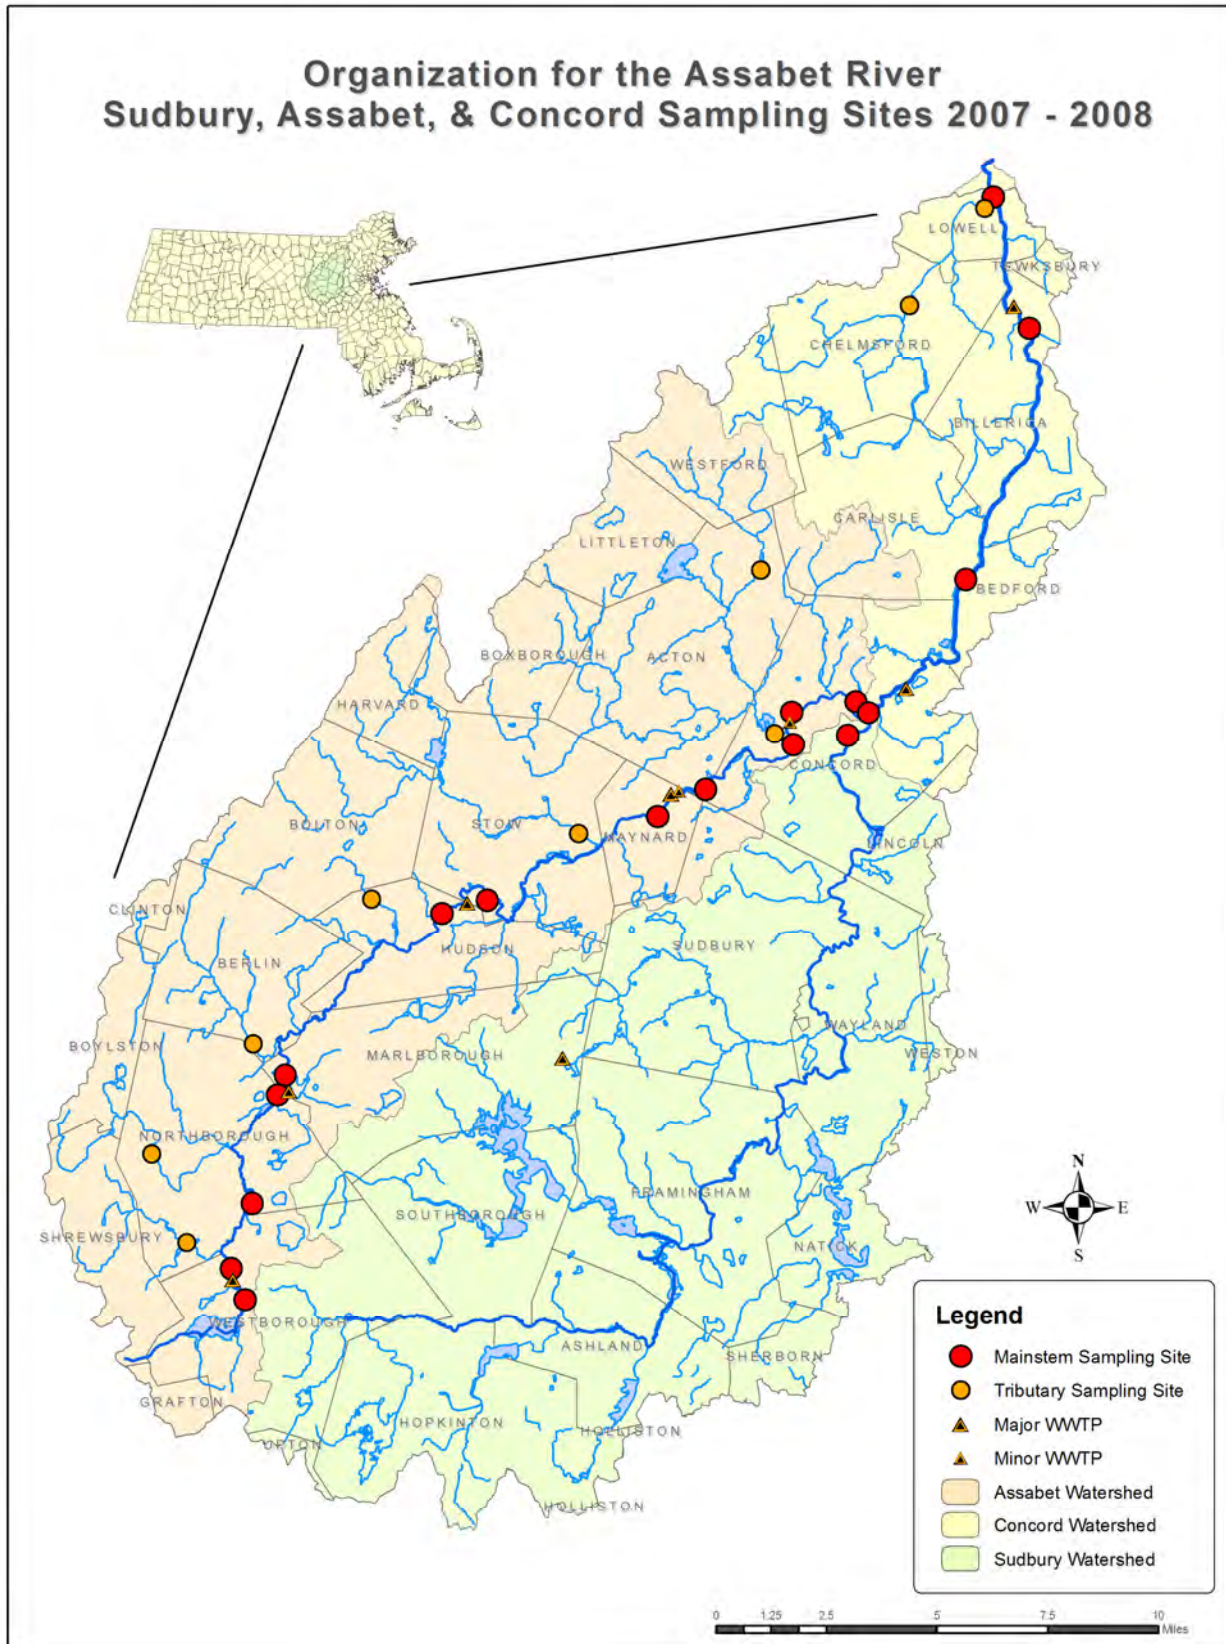 Organization for the Assabet River
Sudbury, Assabet, & Concord Sampling Sites 2007 - 2008
LOWELL
TEWKSBURY
CHELMSFORD
BILLERICA
WESTFORD
CARLISLE
LITTLETON
BEDFORD
BOXBOROUGH
ACTON
HARVARD
CONCORD
BOLTON
STOW
MAYNARD
LINCOLN
CLINTON
HUDSON
SUDBURY
BERLIN
WAYLAND
BOYLSTON
MARLBOROUGH
WESTON
NORTHBOROUGH
FRAMINGHAM
SOUTHBOROUGH
SHREWSBURY
NATICK
WESTBOROUGH
ASHLAND
SHERBORN
GRAFTON
HOPKINTON
HOLLISTON
UPTON
HOLLISTON
N
W
E
S
Legend
Mainstem Sampling Site
Tributary Sampling Site
Major WWTP
Minor WWTP
Assabet Watershed
Concord Watershed
Sudbury Watershed
0 1.25 2.5 5 7.5 10
Miles